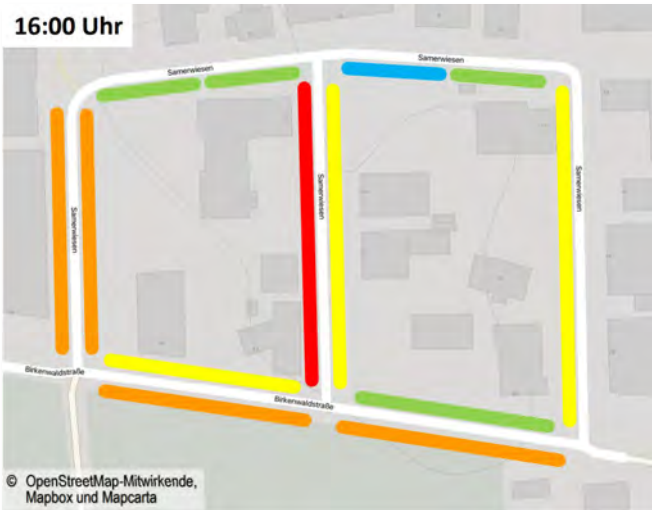 16:00 Uhr
Samerwiesen
Samerwiesen
Samerwiesen
Samerwiesen
Samerwiesen
Birkenwaldstraße
Birkenwaldstraße
© OpenStreetMap-Mitwirkende,
Mapbox und Mapcarta